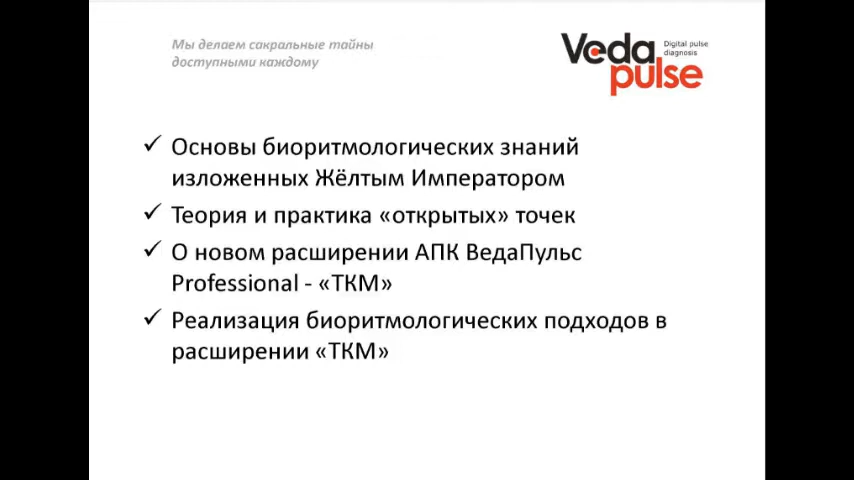 Мы делаем сакральные тайны
доступными каждому
Veda
pulse
Digital pulse
diagnosis
✓ Основы биоритмологических знаний
изложенных Жёлтым Императором
✓ Теория и практика «открытых» точек
✓ О новом расширении АПК ВедаПульс
Professional - «ТКМ»
✓ Реализация биоритмологических подходов в
расширении «ТКМ»